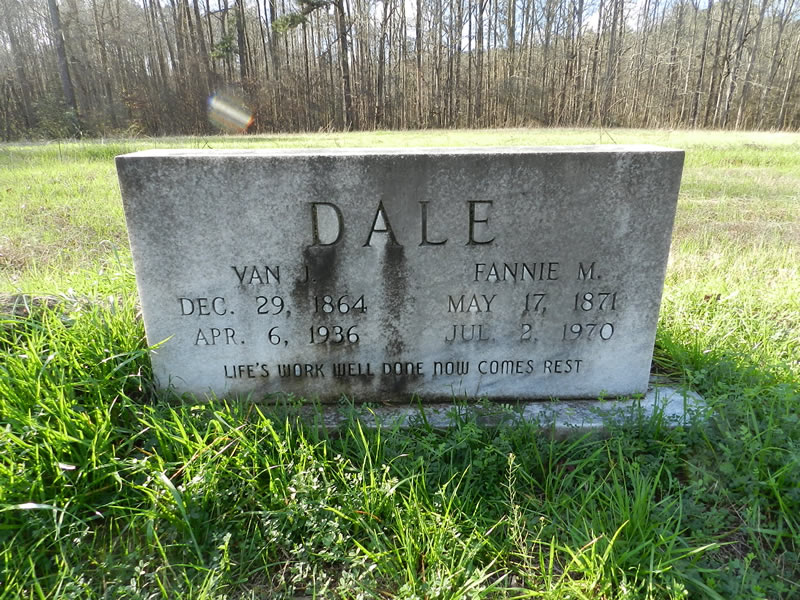 DALE
VAN J.
DEC. 29, 1864
APR. 6, 1936
FANNIE M.
MAY 17, 1871
JUL. 2, 1970
LIFE'S WORK WELL DONE NOW COMES REST